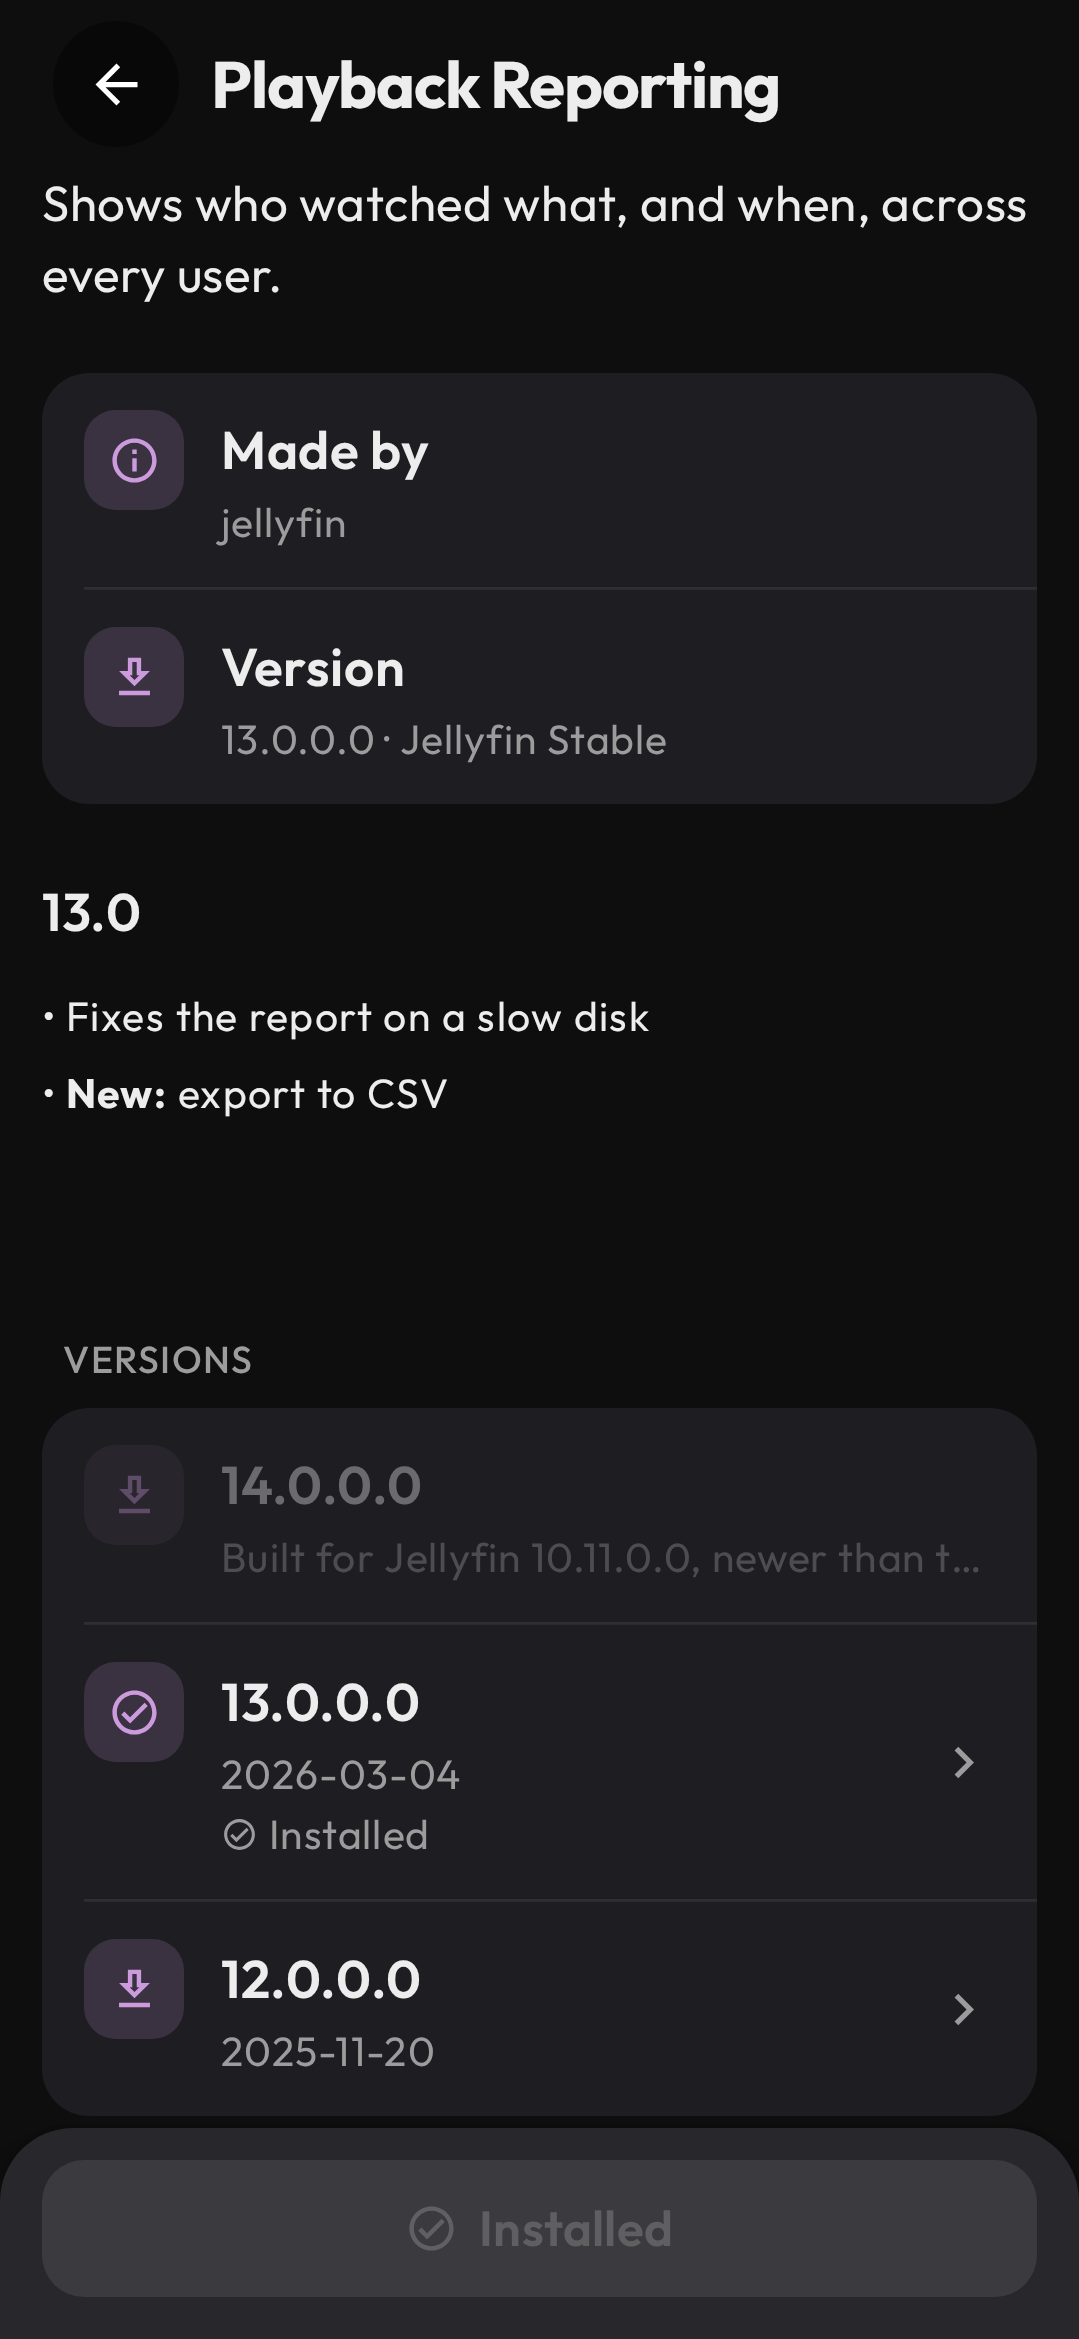 Playback Reporting
Shows who watched what, and when, across
every user.
Made by
jellyfin
Version
13.0.0.0 · Jellyfin Stable
13.0
• Fixes the report on a slow disk
• New: export to CSV
VERSIONS
14.0.0.0
Built for Jellyfin 10.11.0.0, newer than t…
13.0.0.0
2026-03-04
Installed
12.0.0.0
2025-11-20
Installed